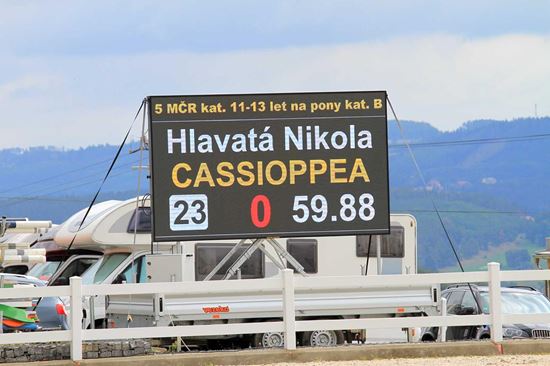 5 MČR kat. 11-13 let na pony kat. B
Hlavatá Nikola
CASSIOPPEA
23 0 59.88